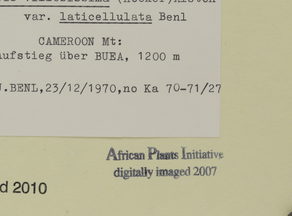 var. laticellulata Benl
CAMEROON Mt:
aufstieg über BUEA, 1200 m
J.BENL,23/12/1970,no Ka 70-71/27
African Plants Initiative
digitally imaged 2007
d 2010